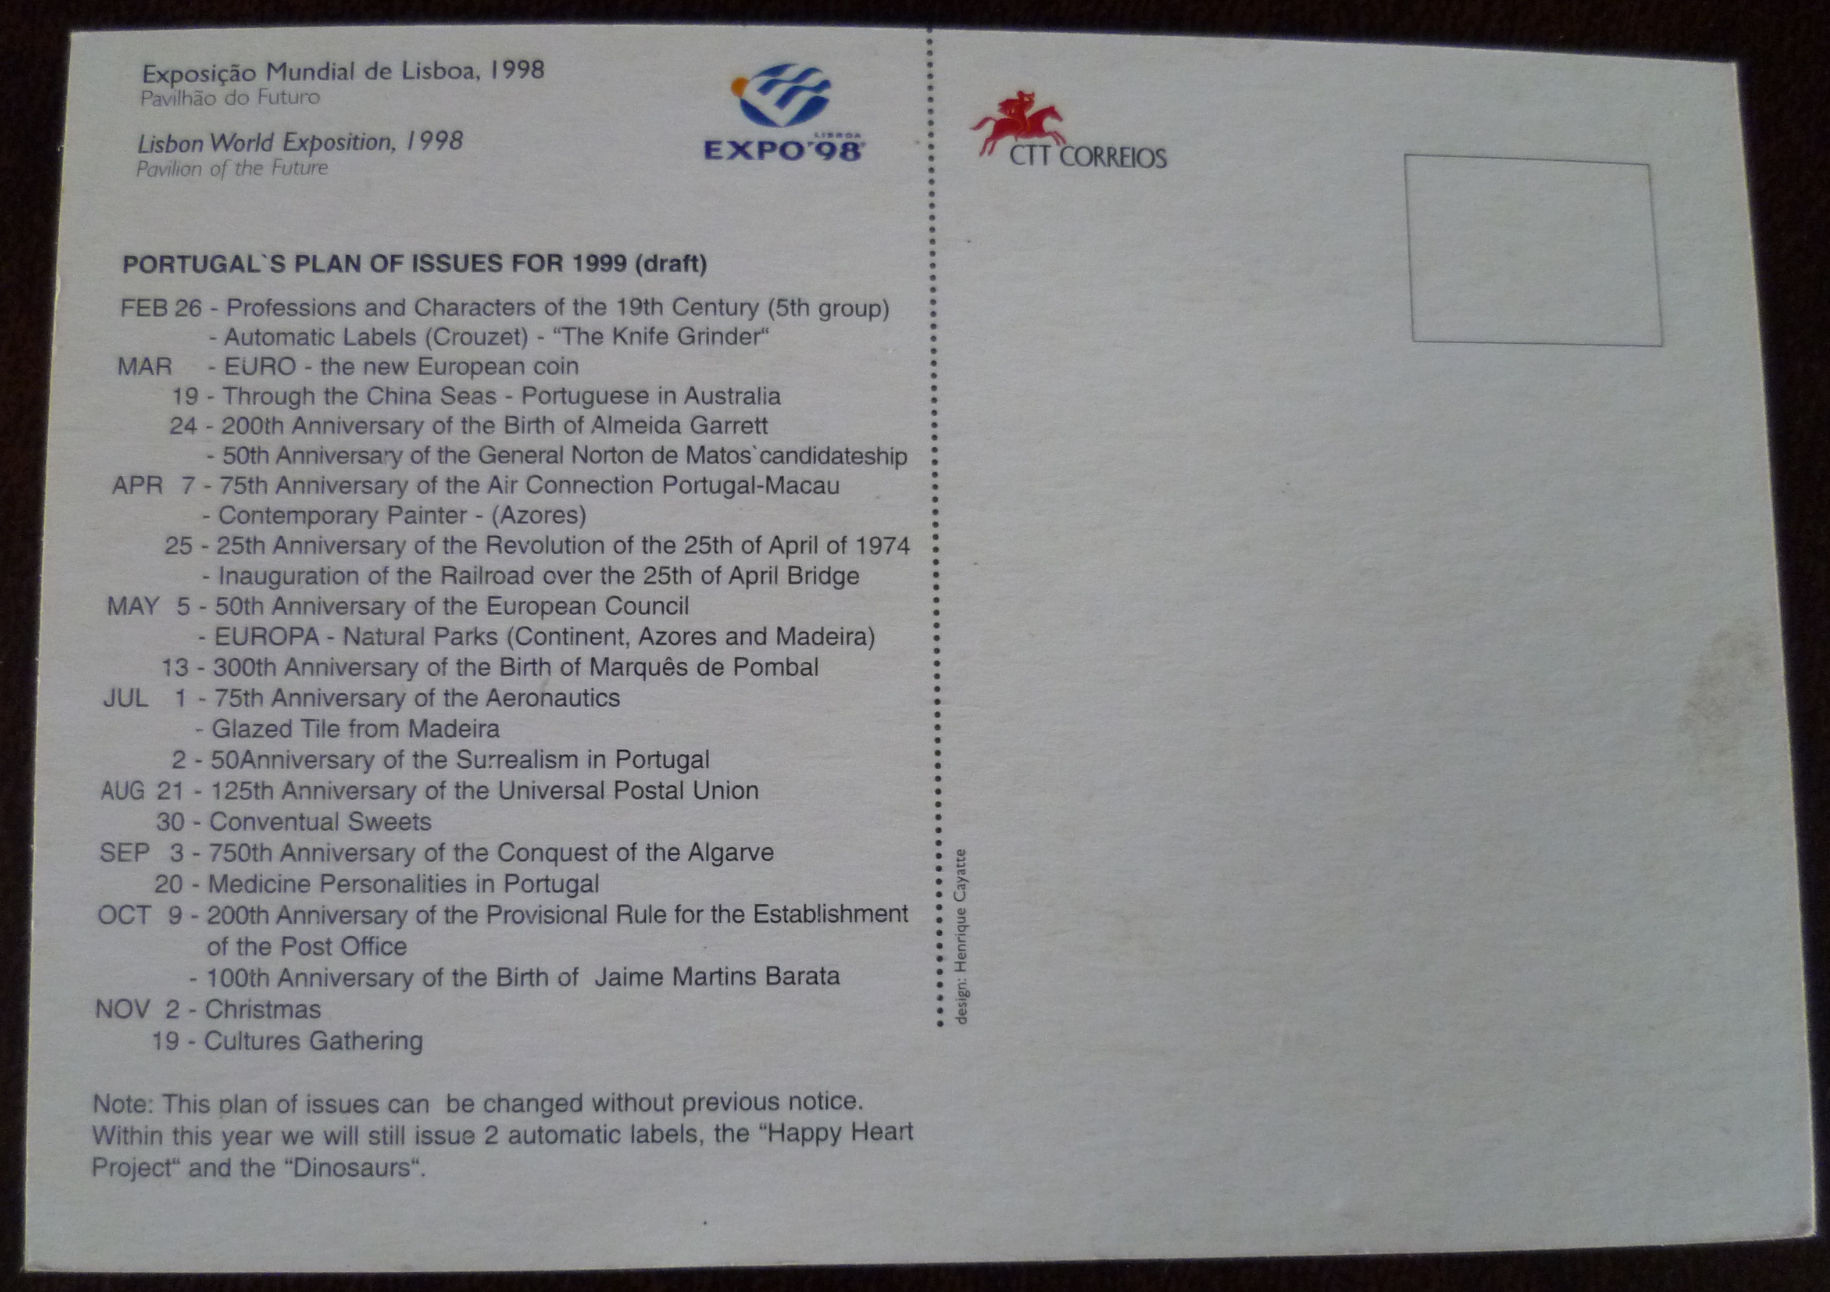 Exposição Mundial de Lisboa, 1998
Pavilhão do Futuro
Lisbon World Exposition, 1998
Pavilion of the Future
LISBOA
EXPO'98
CTT CORREIOS
PORTUGAL`S PLAN OF ISSUES FOR 1999 (draft)
FEB 26 - Professions and Characters of the 19th Century (5th group)
- Automatic Labels (Crouzet) - “The Knife Grinder“
MAR - EURO - the new European coin
19 - Through the China Seas - Portuguese in Australia
24 - 200th Anniversary of the Birth of Almeida Garrett
- 50th Anniversary of the General Norton de Matos`candidateship
APR 7 - 75th Anniversary of the Air Connection Portugal-Macau
- Contemporary Painter - (Azores)
25 - 25th Anniversary of the Revolution of the 25th of April of 1974
- Inauguration of the Railroad over the 25th of April Bridge
MAY 5 - 50th Anniversary of the European Council
- EUROPA - Natural Parks (Continent, Azores and Madeira)
13 - 300th Anniversary of the Birth of Marquês de Pombal
JUL 1 - 75th Anniversary of the Aeronautics
- Glazed Tile from Madeira
2 - 50Anniversary of the Surrealism in Portugal
AUG 21 - 125th Anniversary of the Universal Postal Union
30 - Conventual Sweets
SEP 3 - 750th Anniversary of the Conquest of the Algarve
20 - Medicine Personalities in Portugal
OCT 9 - 200th Anniversary of the Provisional Rule for the Establishment
of the Post Office
- 100th Anniversary of the Birth of Jaime Martins Barata
NOV 2 - Christmas
19 - Cultures Gathering
Note: This plan of issues can be changed without previous notice.
Within this year we will still issue 2 automatic labels, the “Happy Heart
Project“ and the “Dinosaurs“.
design: Henrique Cayatte